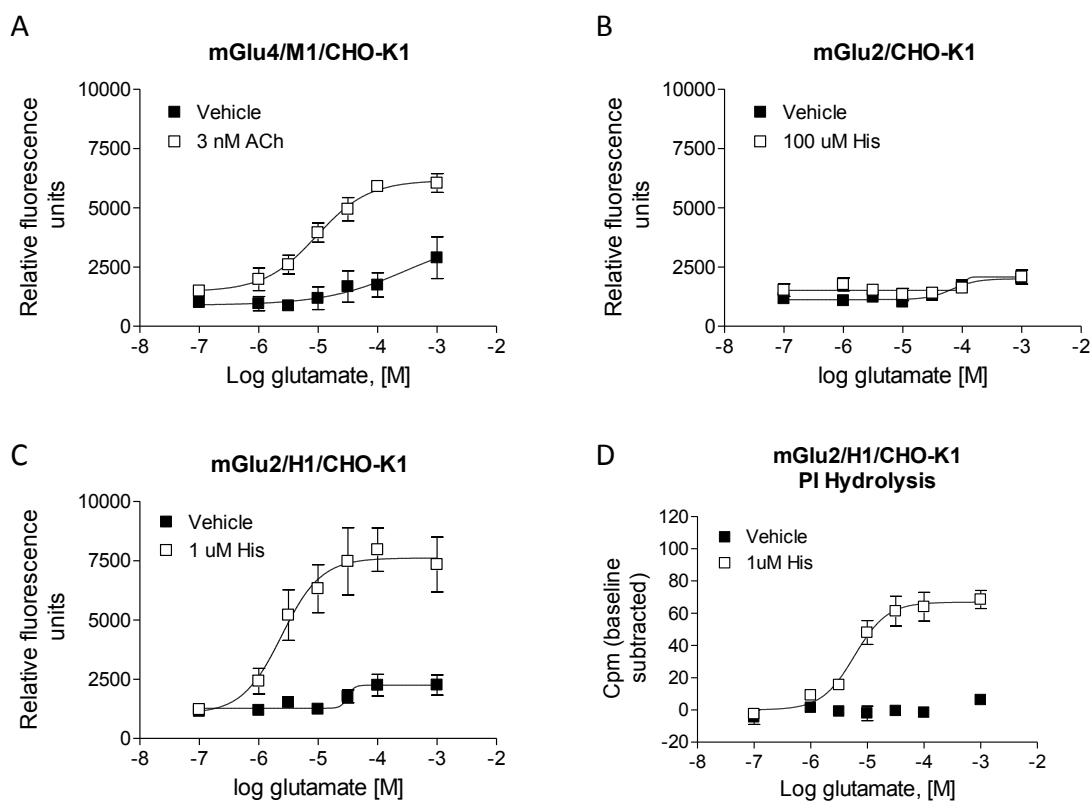 A
mGlu4/M1/CHO-K1
Relative fluorescence
units
10000
7500
5000
2500
0
Vehicle
3 nM ACh
-8 -7 -6 -5 -4 -3 -2
Log glutamate, [M]
B
mGlu2/CHO-K1
Relative fluorescence
units
10000
7500
5000
2500
0
Vehicle
100 uM His
-8 -7 -6 -5 -4 -3 -2
log glutamate [M]
C
mGlu2/H1/CHO-K1
Relative fluorescence
units
10000
7500
5000
2500
0
Vehicle
1 uM His
-8 -7 -6 -5 -4 -3 -2
log glutamate [M]
D
mGlu2/H1/CHO-K1
PI Hydrolysis
Cpm (baseline
subtracted)
120
100
80
60
40
20
0
-20
Vehicle
1uM His
-8 -7 -6 -5 -4 -3 -2
Log glutamate, [M]